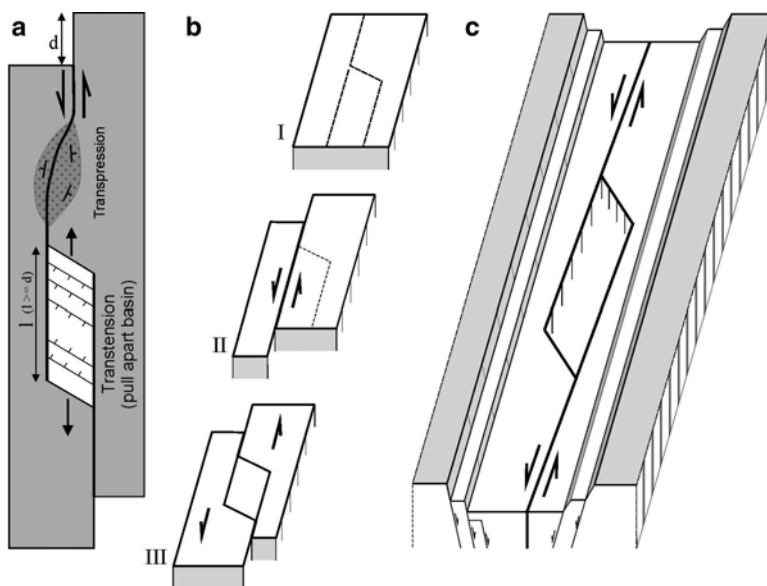 a
d
Transpression
l (l >= d)
Transtension
(pull apart basin)
b
I
II
III
c